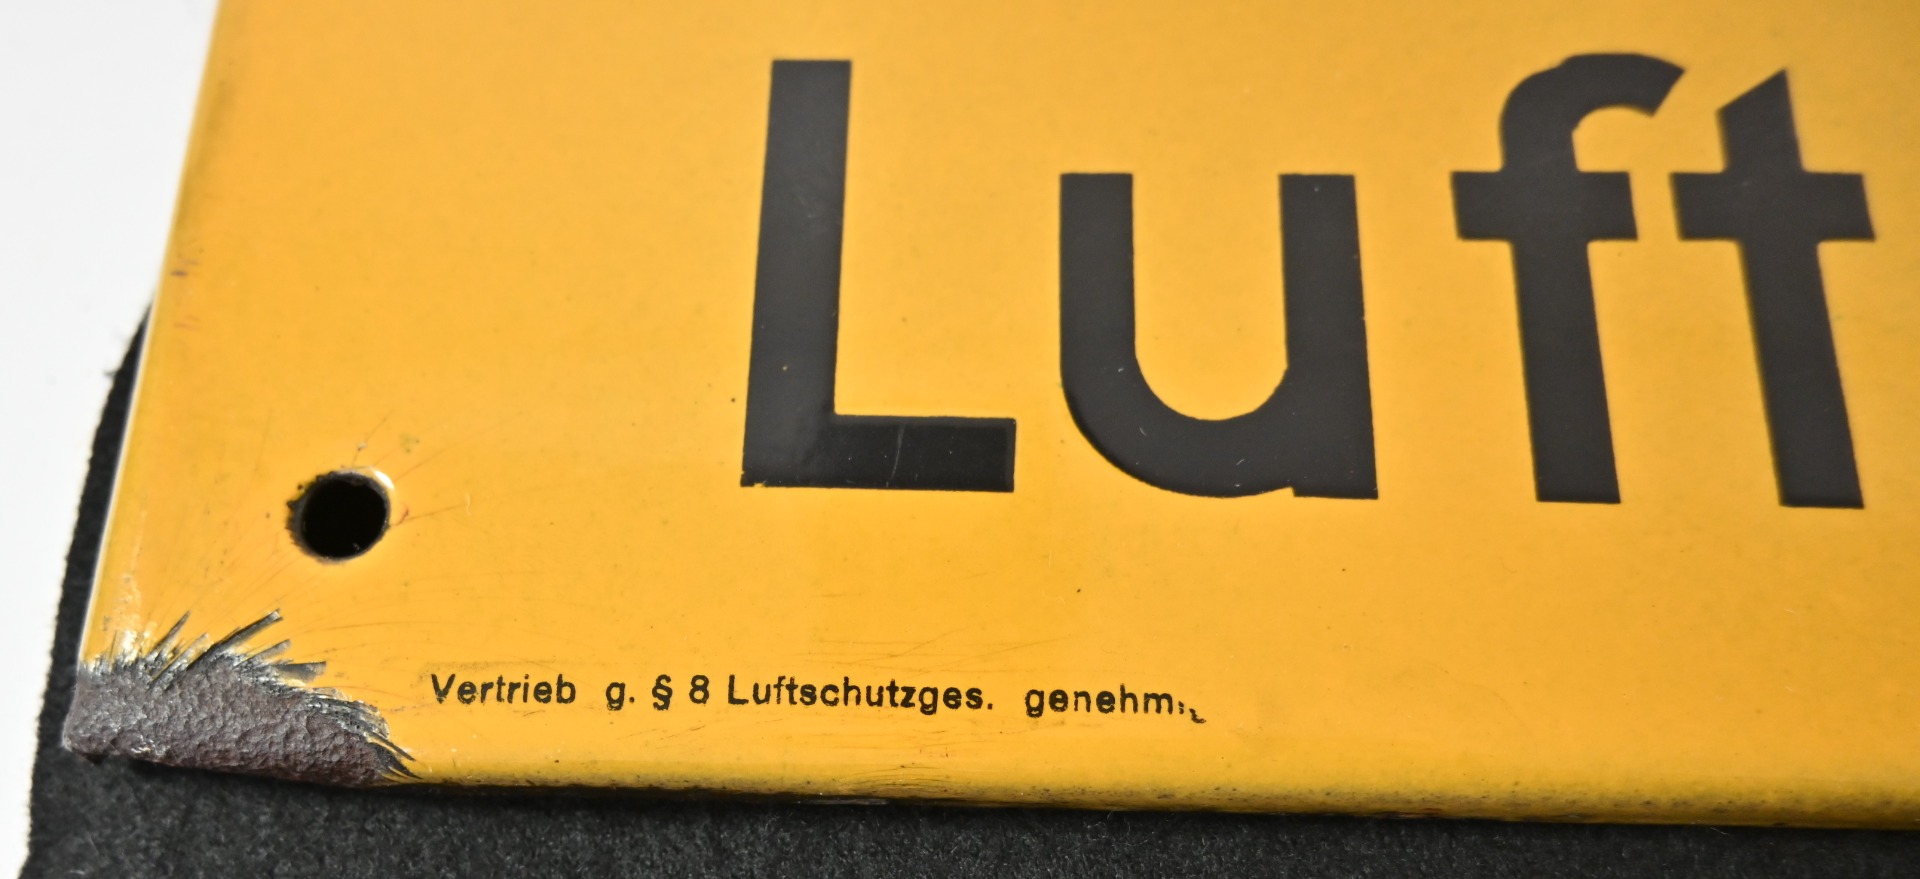 Luft
Vertrieb g. § 8 Luftschutzges. genehm